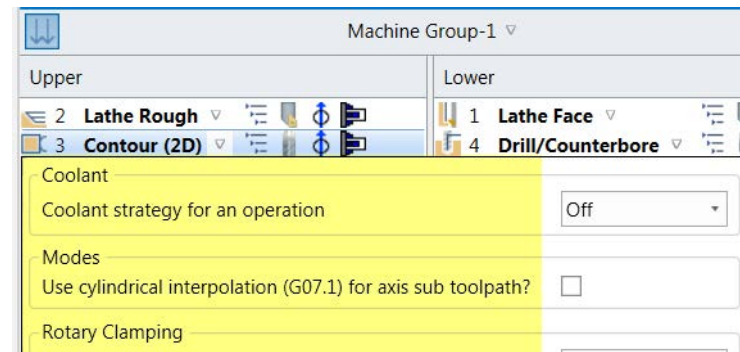 Machine Group-1
Upper
Lower
2 Lathe Rough
1 Lathe Face
3 Contour (2D)
4 Drill/Counterbore
Coolant
Coolant strategy for an operation
Off
Modes
Use cylindrical interpolation (G07.1) for axis sub toolpath?
Rotary Clamping